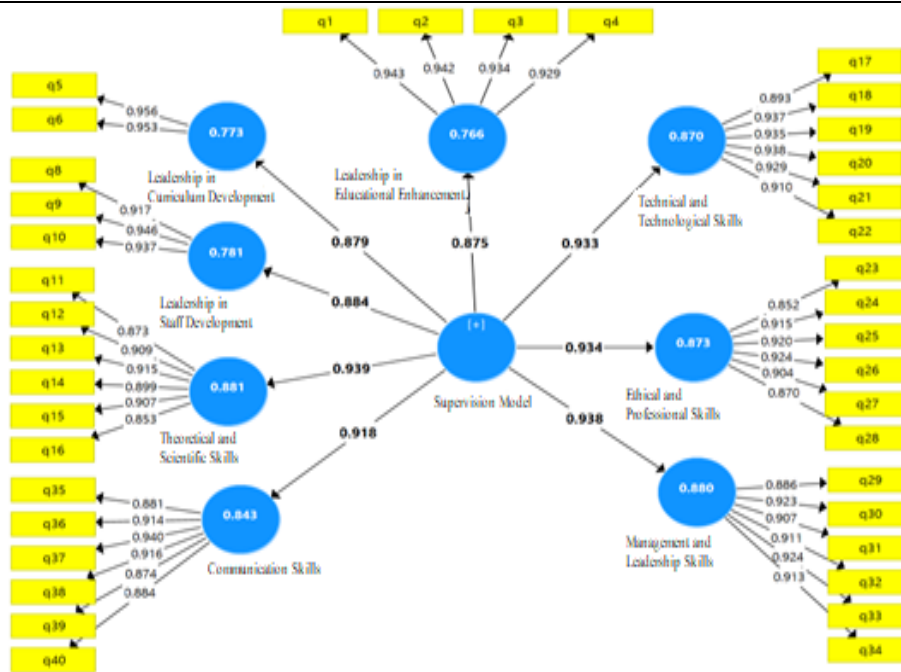 q1
q2
q3
q4
0.943
0.942
0.934
0.929
0.766
Leadership in
Educational Enhancement
0.875
q5
q6
0.956
0.953
0.773
Leadership in
Curriculum Development
0.879
q8
q9
q10
0.917
0.946
0.937
0.781
Leadership in
Staff Development
0.884
q11
q12
q13
q14
q15
q16
0.873
0.909
0.915
0.899
0.907
0.853
0.881
Theoretical and
Scientific Skills
0.939
q35
q36
q37
q38
q39
q40
0.881
0.914
0.940
0.916
0.874
0.884
0.843
Communication Skills
0.918
[+]
Supervision Model
q17
q18
q19
q20
q21
q22
0.893
0.937
0.935
0.938
0.929
0.910
0.870
Technical and
Technological Skills
0.933
q23
q24
q25
q26
q27
q28
0.852
0.915
0.920
0.924
0.904
0.870
0.873
Ethical and
Professional Skills
0.934
q29
q30
q31
q32
q33
q34
0.886
0.923
0.907
0.911
0.924
0.913
0.880
Management and
Leadership Skills
0.938